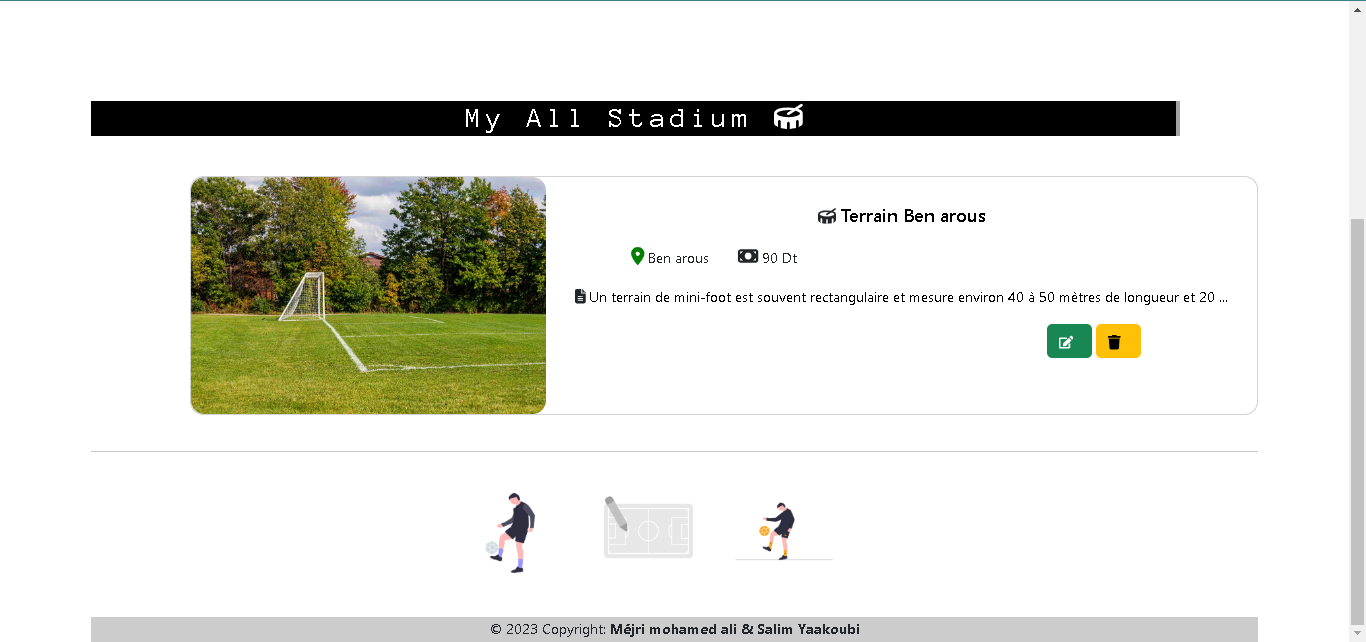 My All Stadium
Terrain Ben arous
Ben arous 90 Dt
Un terrain de mini-foot est souvent rectangulaire et mesure environ 40 à 50 mètres de longueur et 20 ...
© 2023 Copyright: Méjri mohamed ali & Salim Yaakoubi